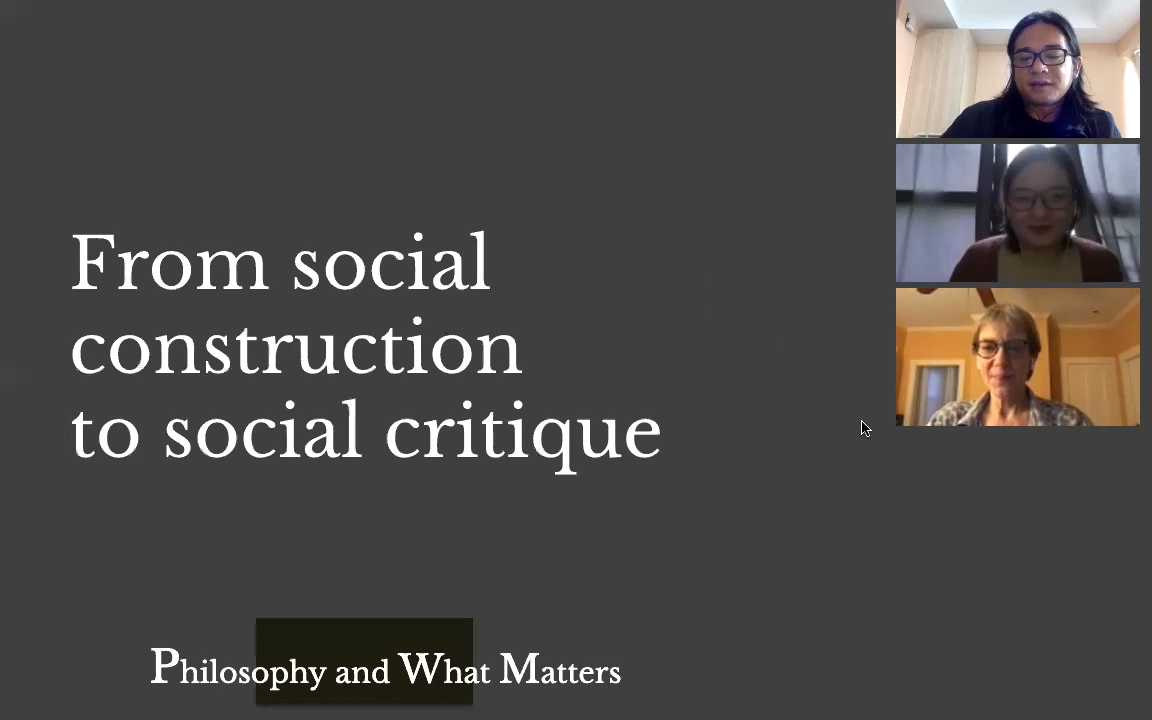 From social
construction
to social critique
Philosophy and What Matters